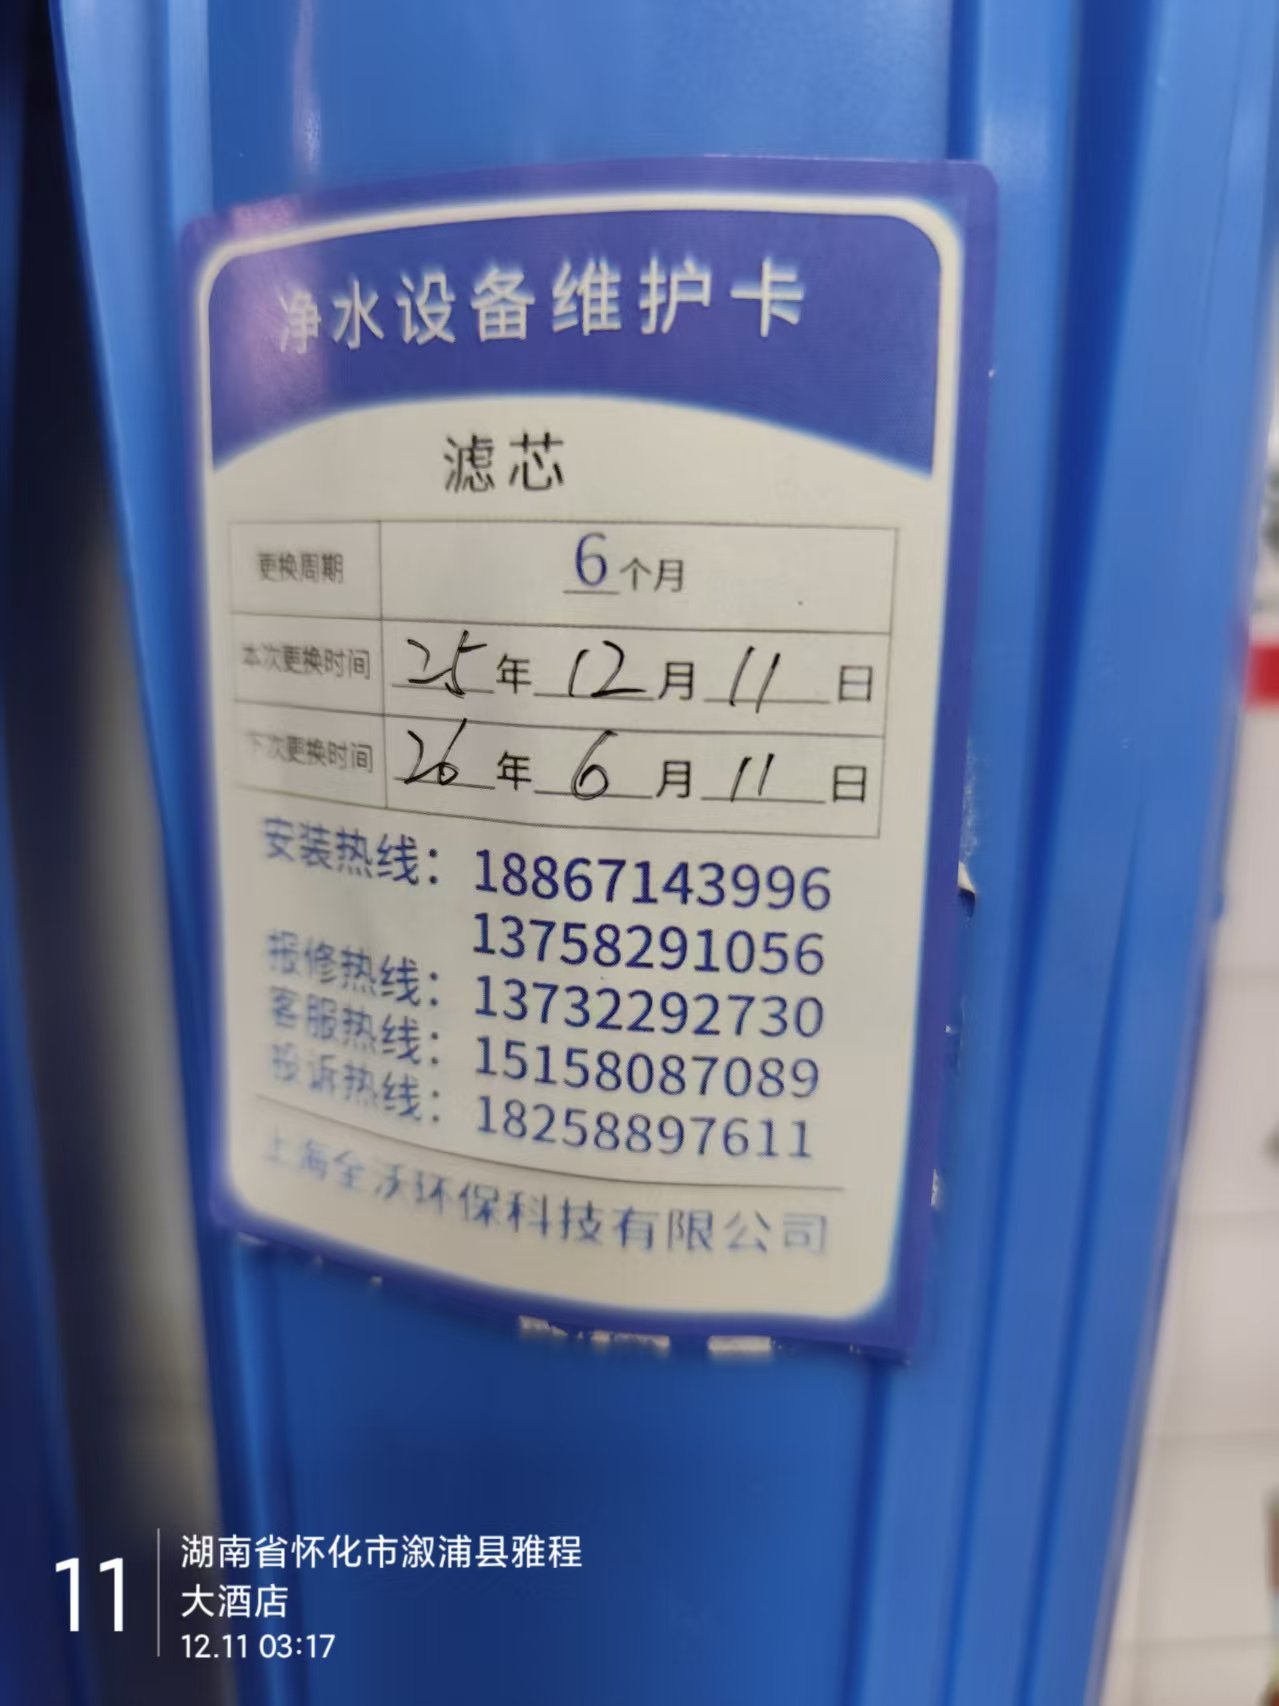 净水设备维护卡
滤芯
更换周期 6个月
本次更换时间 25年12月11日
下次更换时间 26年6月11日
安装热线：18867143996
13758291056
报修热线：13732292730
客服热线：15158087089
投诉热线：18258897611
上海全沃环保科技有限公司
11
湖南省怀化市溆浦县雅程
大酒店
12.11 03:17